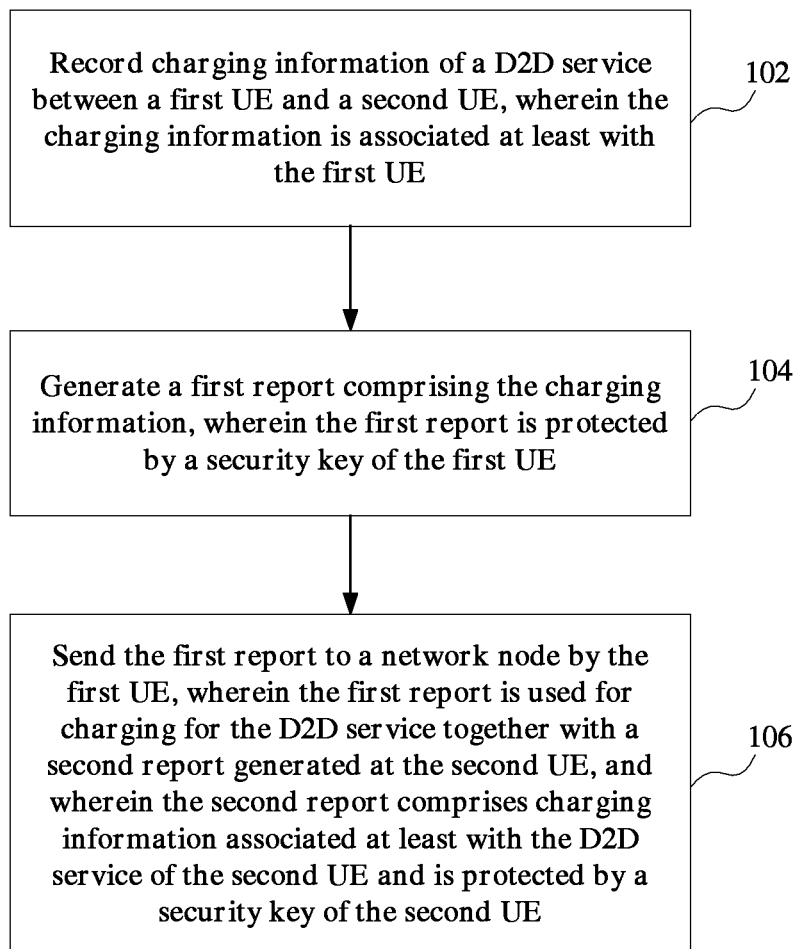 Record charging information of a D2D service
between a first UE and a second UE, wherein the
charging information is associated at least with
the first UE
102
Generate a first report comprising the charging
information, wherein the first report is protected
by a security key of the first UE
104
Send the first report to a network node by the
first UE, wherein the first report is used for
charging for the D2D service together with a
second report generated at the second UE, and
wherein the second report comprises charging
information associated at least with the D2D
service of the second UE and is protected by a
security key of the second UE
106